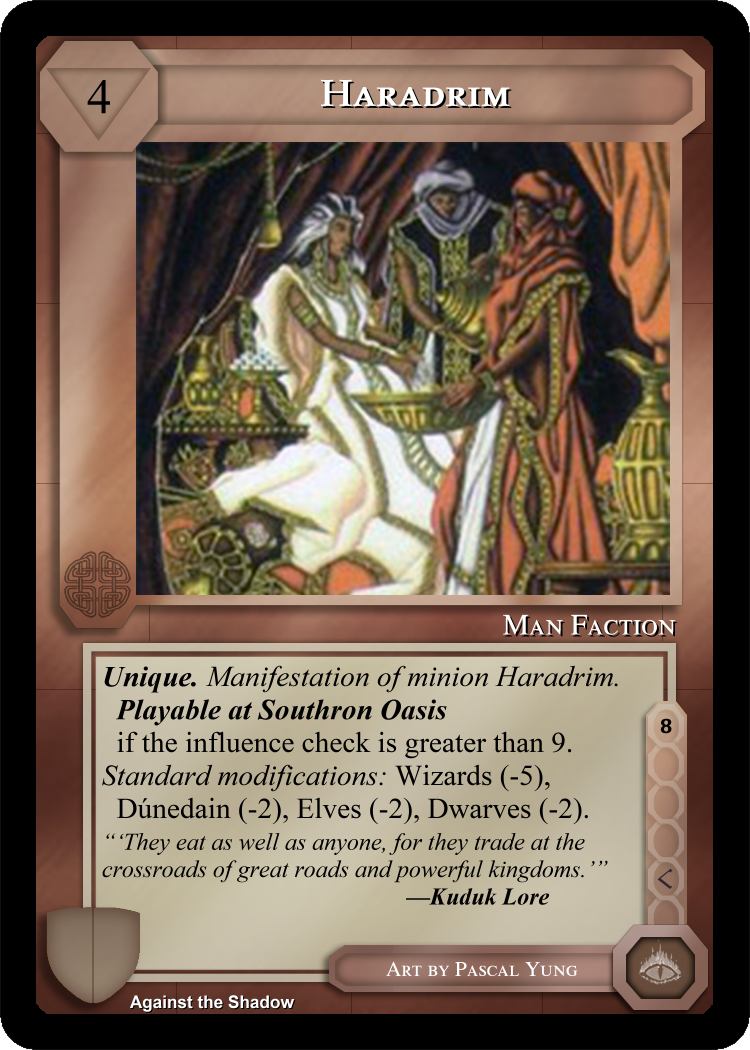 4
Haradrim
Man Faction
Unique. Manifestation of minion Haradrim.
Playable at Southron Oasis
if the influence check is greater than 9.
Standard modifications: Wizards (-5),
Dúnedain (-2), Elves (-2), Dwarves (-2).
“‘They eat as well as anyone, for they trade at the
crossroads of great roads and powerful kingdoms.’”
—Kuduk Lore
8
Art by Pascal Yung
Against the Shadow